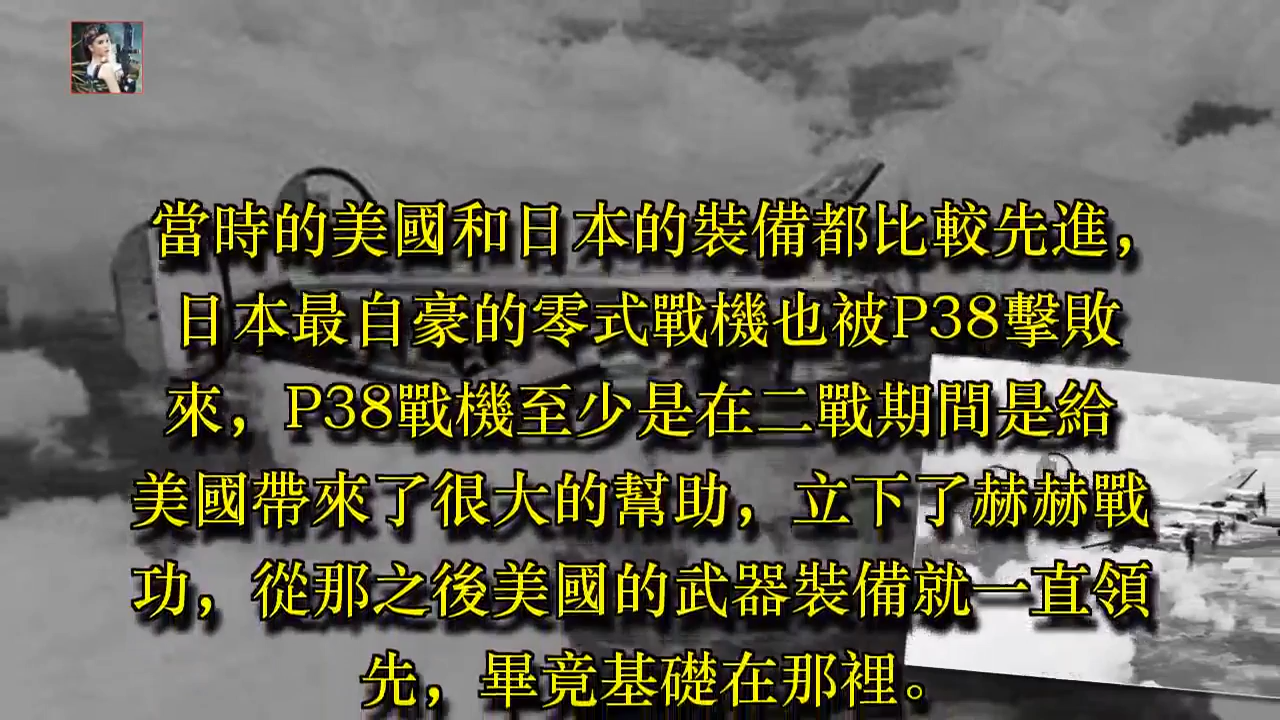 當時的美國和日本的裝備都比較先進，
日本最自豪的零式戰機也被P38擊敗
來，P38戰機至少是在二戰期間是給
美國帶來了很大的幫助，立下了赫赫戰
功，從那之後美國的武器裝備就一直領
先，畢竟基礎在那裡。